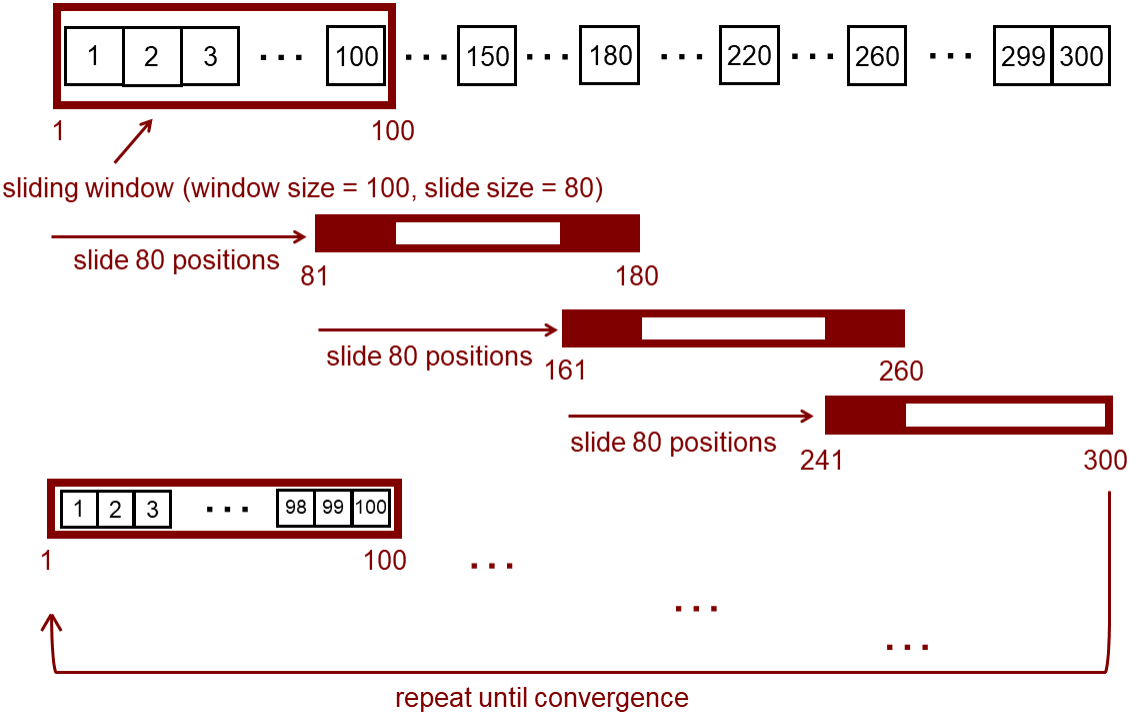 1 2 3 ... 100 ... 150 ... 180 ... 220 ... 260 ... 299 300
1 100
sliding window (window size = 100, slide size = 80)
slide 80 positions
81 180
slide 80 positions
161 260
slide 80 positions
241 300
1 2 3 ... 98 99 100
1 100
...
...
...
repeat until convergence